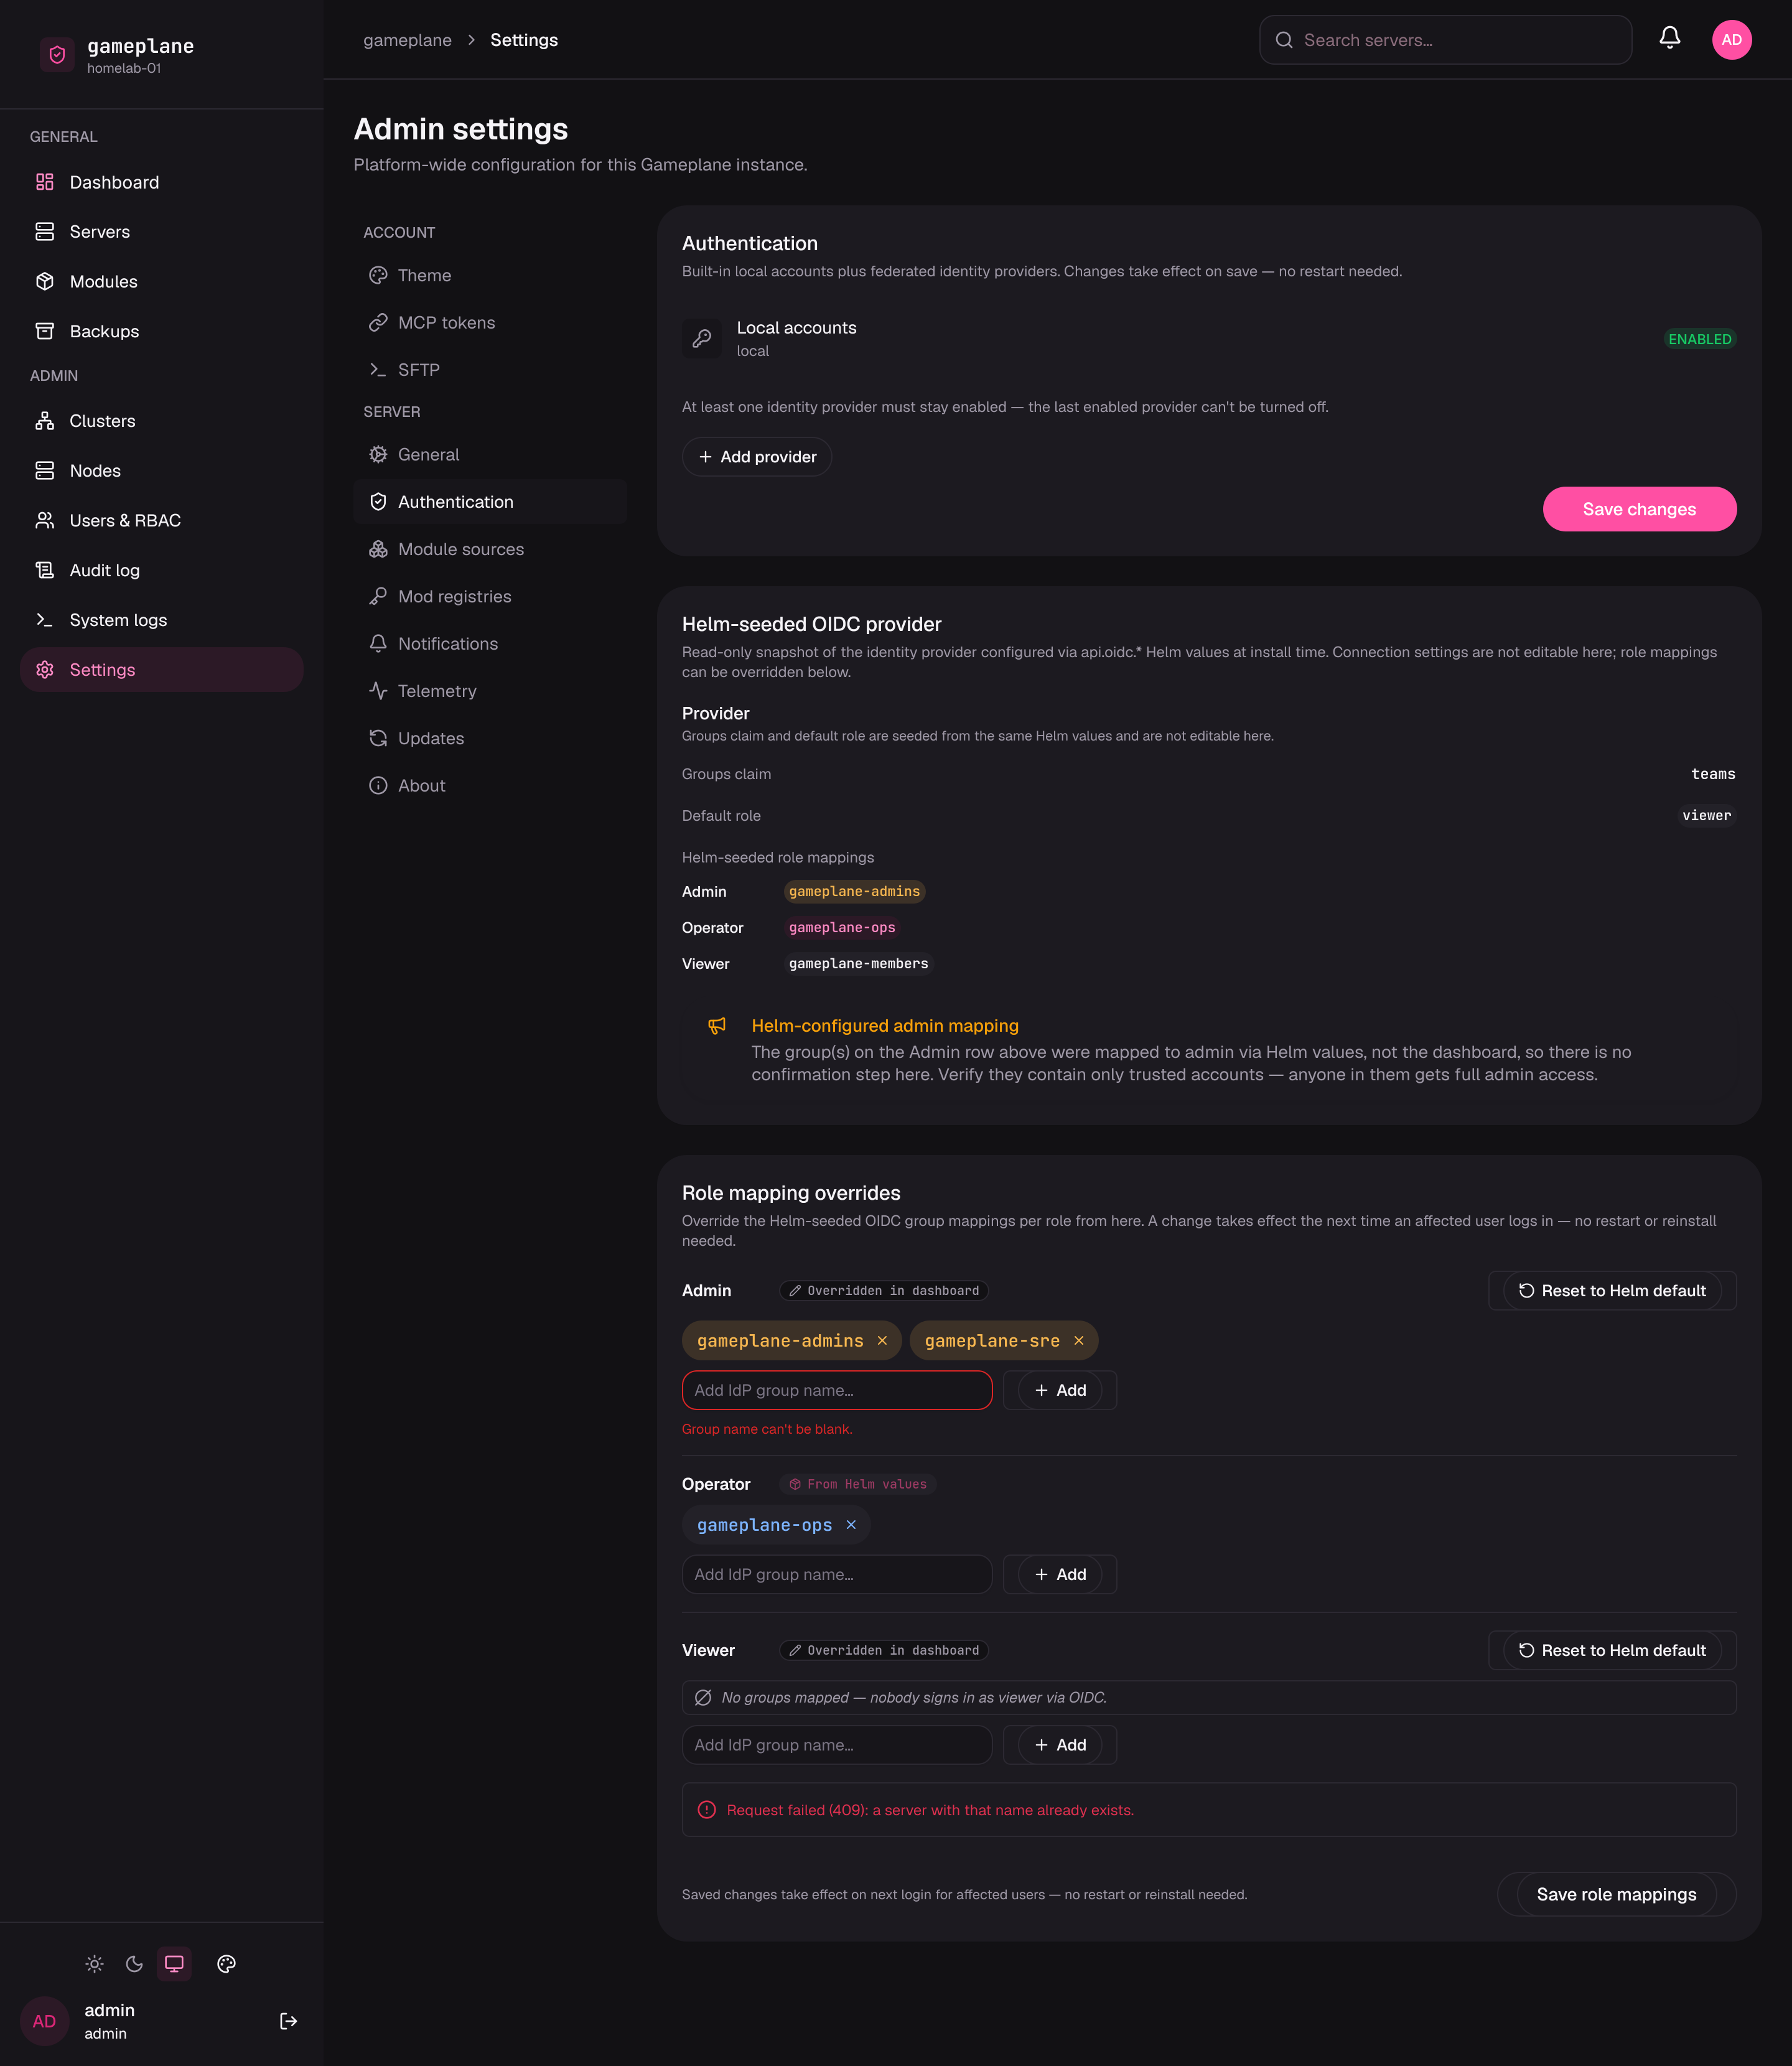 gameplane
homelab-01
GENERAL
Dashboard
Servers
Modules
Backups
ADMIN
Clusters
Nodes
Users & RBAC
Audit log
System logs
Settings
AD
admin
admin
gameplane > Settings
Search servers...
AD
Admin settings
Platform-wide configuration for this Gameplane instance.
ACCOUNT
Theme
MCP tokens
SFTP
SERVER
General
Authentication
Module sources
Mod registries
Notifications
Telemetry
Updates
About
Authentication
Built-in local accounts plus federated identity providers. Changes take effect on save — no restart needed.
Local accounts
local
ENABLED
At least one identity provider must stay enabled — the last enabled provider can't be turned off.
+ Add provider
Save changes
Helm-seeded OIDC provider
Read-only snapshot of the identity provider configured via api.oidc.* Helm values at install time. Connection settings are not editable here; role mappings
can be overridden below.
Provider
Groups claim and default role are seeded from the same Helm values and are not editable here.
Groups claim teams
Default role viewer
Helm-seeded role mappings
Admin gameplane-admins
Operator gameplane-ops
Viewer gameplane-members
Helm-configured admin mapping
The group(s) on the Admin row above were mapped to admin via Helm values, not the dashboard, so there is no
confirmation step here. Verify they contain only trusted accounts — anyone in them gets full admin access.
Role mapping overrides
Override the Helm-seeded OIDC group mappings per role from here. A change takes effect the next time an affected user logs in — no restart or reinstall
needed.
Admin Overridden in dashboard Reset to Helm default
gameplane-admins × gameplane-sre ×
Add IdP group name... + Add
Group name can't be blank.
Operator From Helm values
gameplane-ops ×
Add IdP group name... + Add
Viewer Overridden in dashboard Reset to Helm default
No groups mapped — nobody signs in as viewer via OIDC.
Add IdP group name... + Add
Request failed (409): a server with that name already exists.
Saved changes take effect on next login for affected users — no restart or reinstall needed. Save role mappings